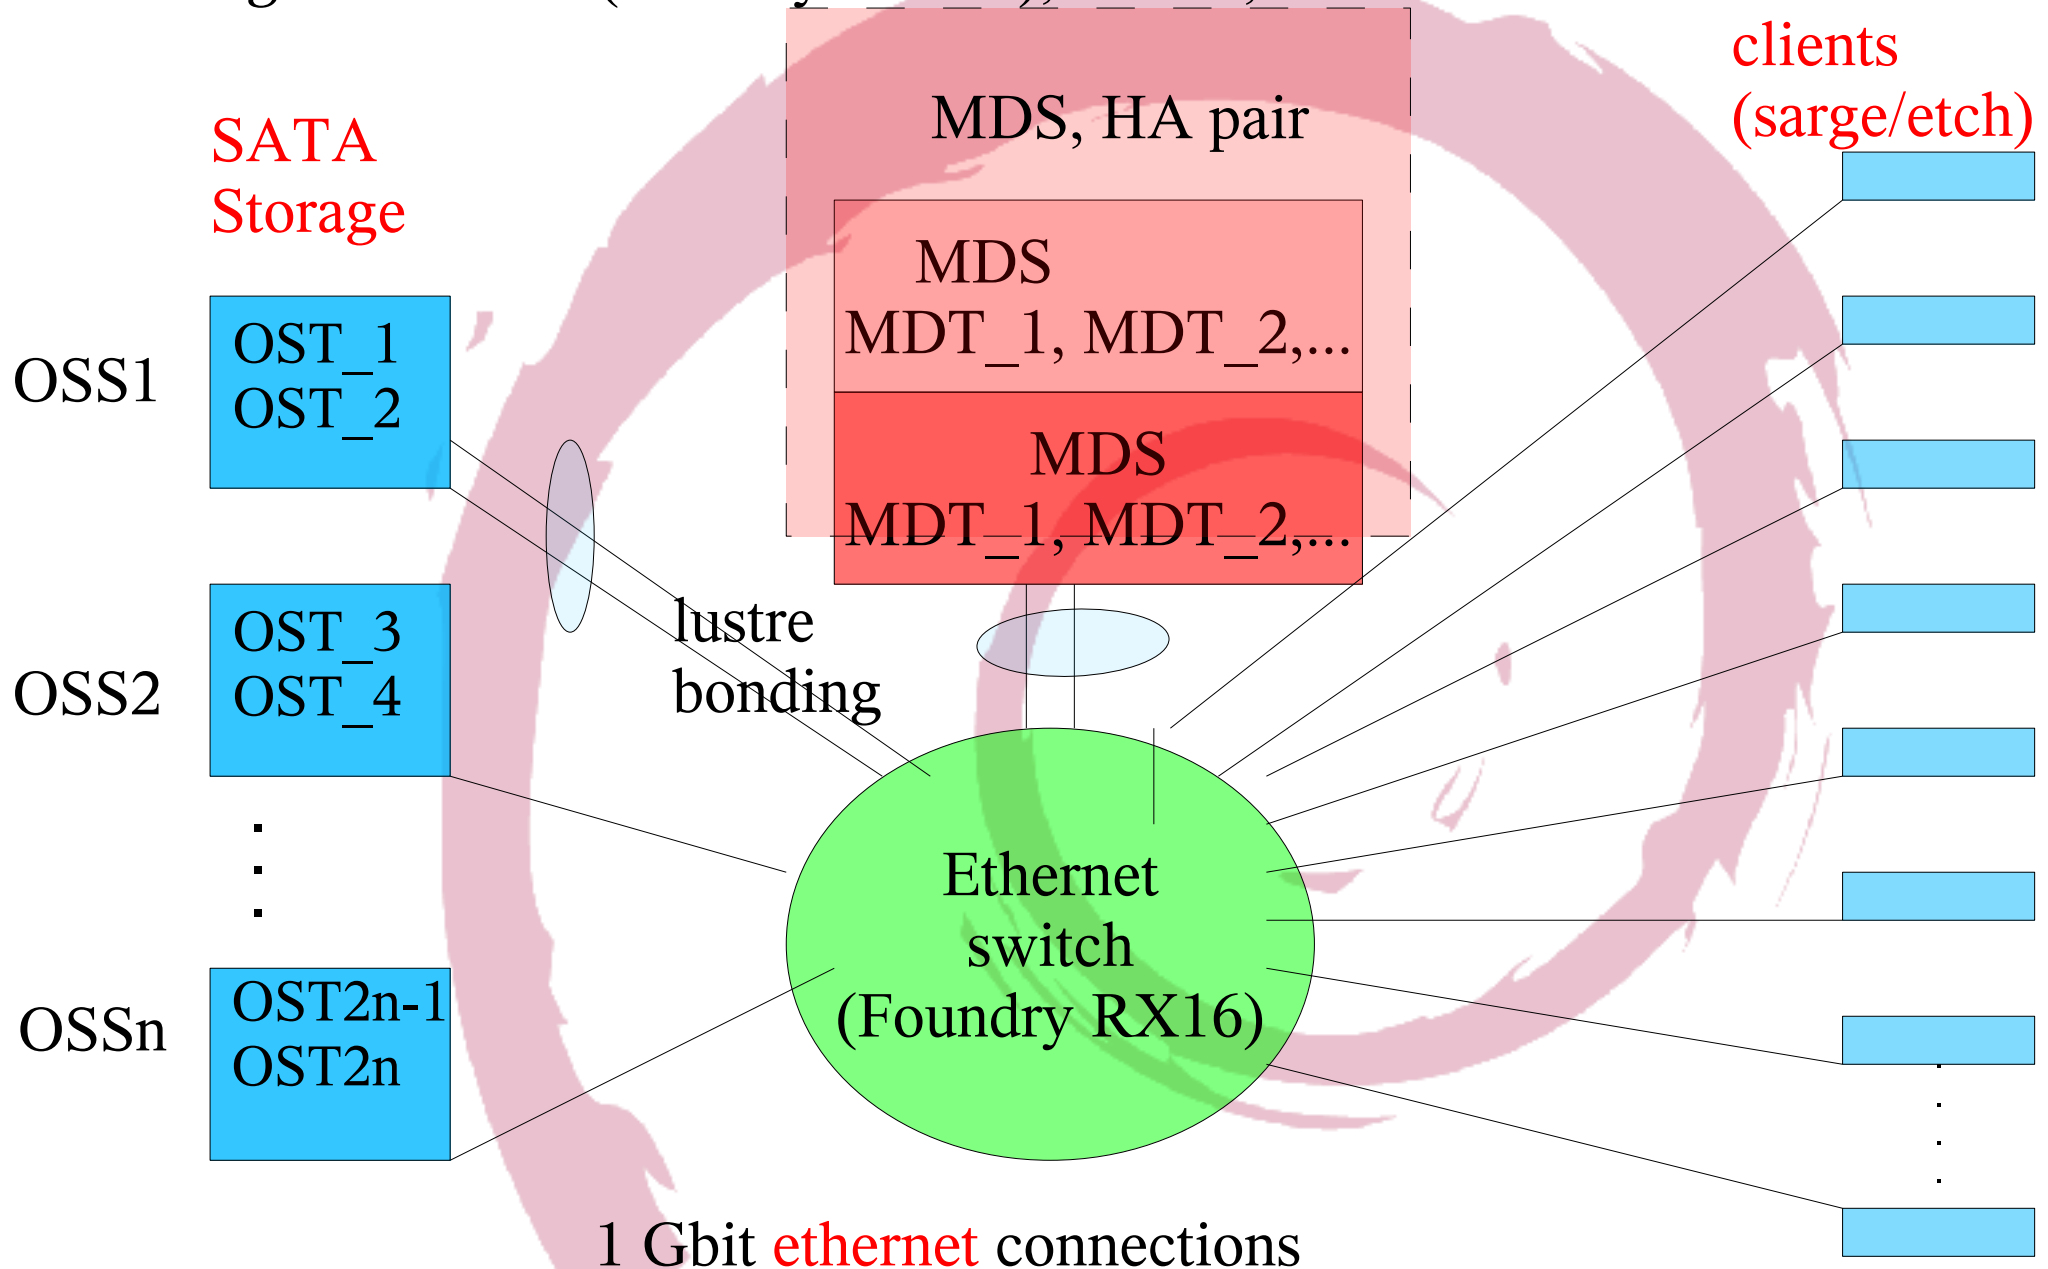 clients
(sarge/etch)
SATA
Storage
MDS, HA pair
MDS
MDT_1, MDT_2,...
MDS
MDT_1, MDT_2,...
OSS1
OST_1
OST_2
lustre
bonding
OSS2
OST_3
OST_4
Ethernet
switch
(Foundry RX16)
OSSn
OST2n-1
OST2n
1 Gbit ethernet connections